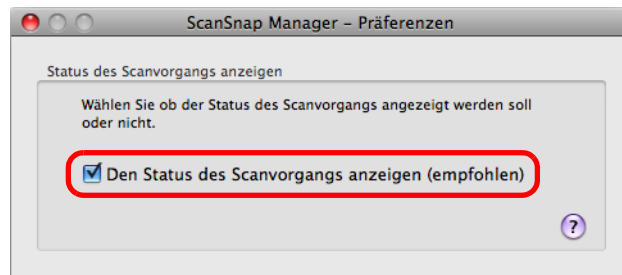 ScanSnap Manager – Präferenzen
Status des Scanvorgangs anzeigen
Wählen Sie ob der Status des Scanvorgangs angezeigt werden soll
oder nicht.
Den Status des Scanvorgangs anzeigen (empfohlen)
?